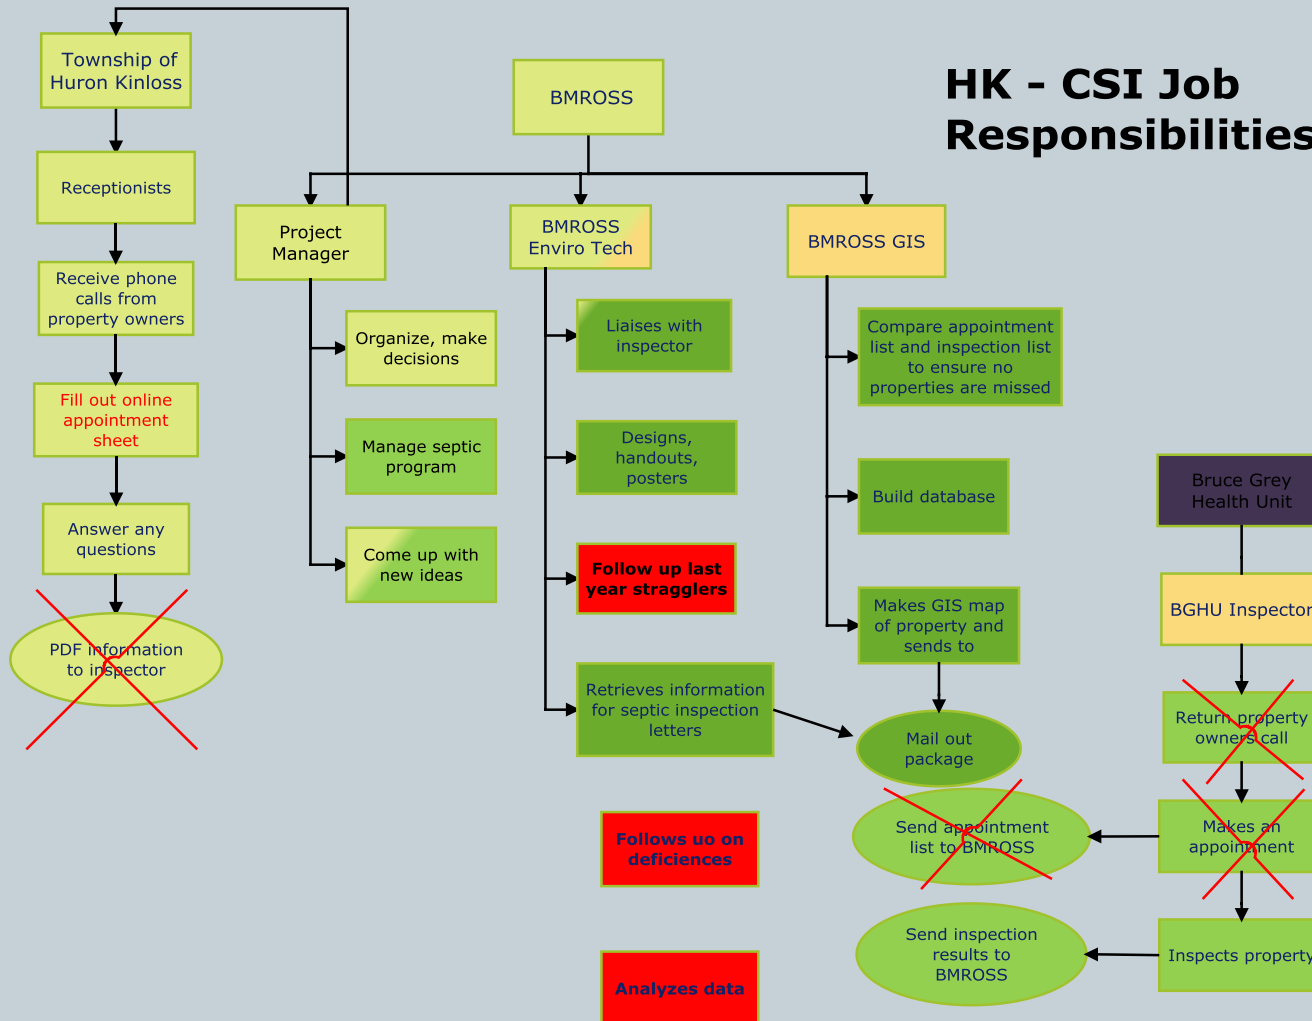 HK – CSI Job
Responsibilities
Township of
Huron Kinloss
Receptionists
Receive phone
calls from
property owners
Fill out online
appointment
sheet
Answer any
questions
PDF information
to inspector
BMROSS
Project
Manager
Organize, make
decisions
Manage septic
program
Come up with
new ideas
BMROSS
Enviro Tech
Liaises with
inspector
Designs,
handouts,
posters
Follow up last
year stragglers
Retrieves information
for septic inspection
letters
Follows uo on
deficiences
Analyzes data
BMROSS GIS
Compare appointment
list and inspection list
to ensure no
properties are missed
Build database
Makes GIS map
of property and
sends to
Mail out
package
Send appointment
list to BMROSS
Send inspection
results to
BMROSS
Bruce Grey
Health Unit
BGHU Inspector
Return property
owners call
Makes an
appointment
Inspects property